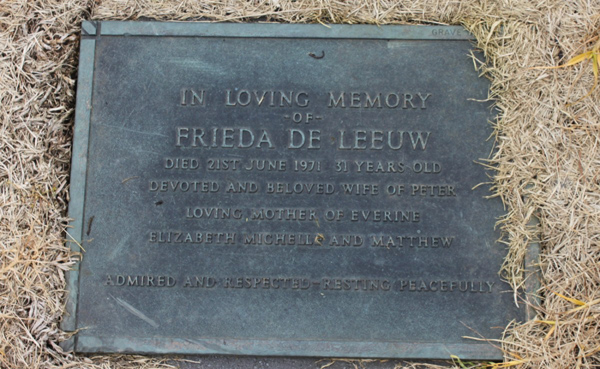 GRAVE
IN LOVING MEMORY
-OF-
FRIEDA DE LEEUW
DIED 21ST JUNE 1971 31 YEARS OLD
DEVOTED AND BELOVED WIFE OF PETER
LOVING MOTHER OF EVERINE
ELIZABETH MICHELLE AND MATTHEW
ADMIRED AND RESPECTED-RESTING PEACEFULLY